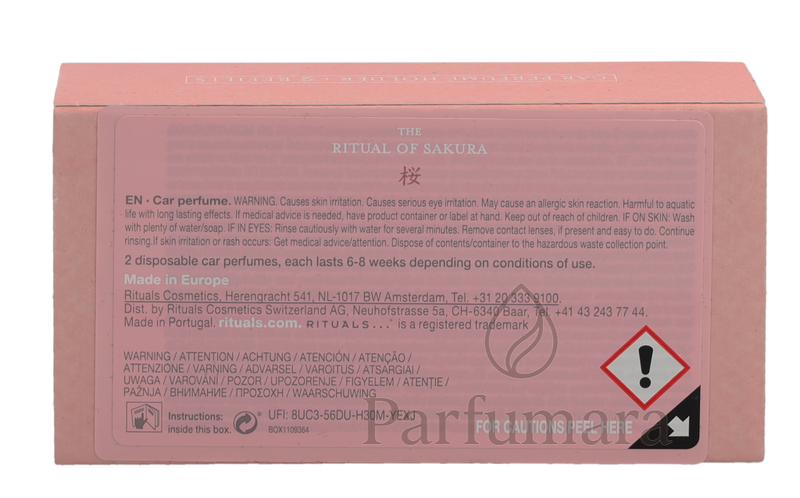 CAR PERFUME HOLDER + 2 REFILLS
THE
RITUAL OF SAKURA
桜
EN · Car perfume. WARNING. Causes skin irritation. Causes serious eye irritation. May cause an allergic skin reaction. Harmful to aquatic
life with long lasting effects. If medical advice is needed, have product container or label at hand. Keep out of reach of children. IF ON SKIN: Wash
with plenty of water/soap. IF IN EYES: Rinse cautiously with water for several minutes. Remove contact lenses, if present and easy to do. Continue
rinsing.If skin irritation or rash occurs: Get medical advice/attention. Dispose of contents/container to the hazardous waste collection point.
2 disposable car perfumes, each lasts 6-8 weeks depending on conditions of use.
Made in Europe
Rituals Cosmetics, Herengracht 541, NL-1017 BW Amsterdam, Tel. +31 20 333 9100.
Dist. by Rituals Cosmetics Switzerland AG, Neuhofstrasse 5a, CH-6340 Baar, Tel. +41 43 243 77 44.
Made in Portugal. rituals.com. RITUALS...® is a registered trademark
WARNING / ATTENTION / ACHTUNG / ATENCIÓN / ATENÇÃO /
ATTENZIONE / VARNING / ADVARSEL / VAROITUS / ATSARGIAI /
UWAGA / VAROVÁNÍ / POZOR / UPOZORENJE / FIGYELEM / ATENȚIE /
PAŽNJA / ВНИМАНИЕ / ΠΡΟΣΟΧΗ / WAARSCHUWING
Instructions:
inside this box.
UFI: 8UC3-56DU-H30M-YEXJ
BOX1109364
FOR CAUTIONS PEEL HERE
Parfumara